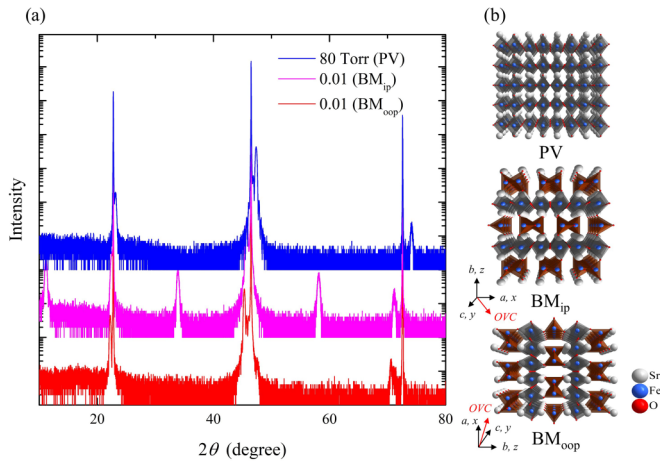 (a)
Intensity
80 Torr (PV)
0.01 (BMip)
0.01 (BMoop)
20
40
60
80
2θ (degree)
(b)
PV
b, z
a, x
c, y
OVC
BMip
OVC
a, x
c, y
b, z
BMoop
Sr
Fe
O